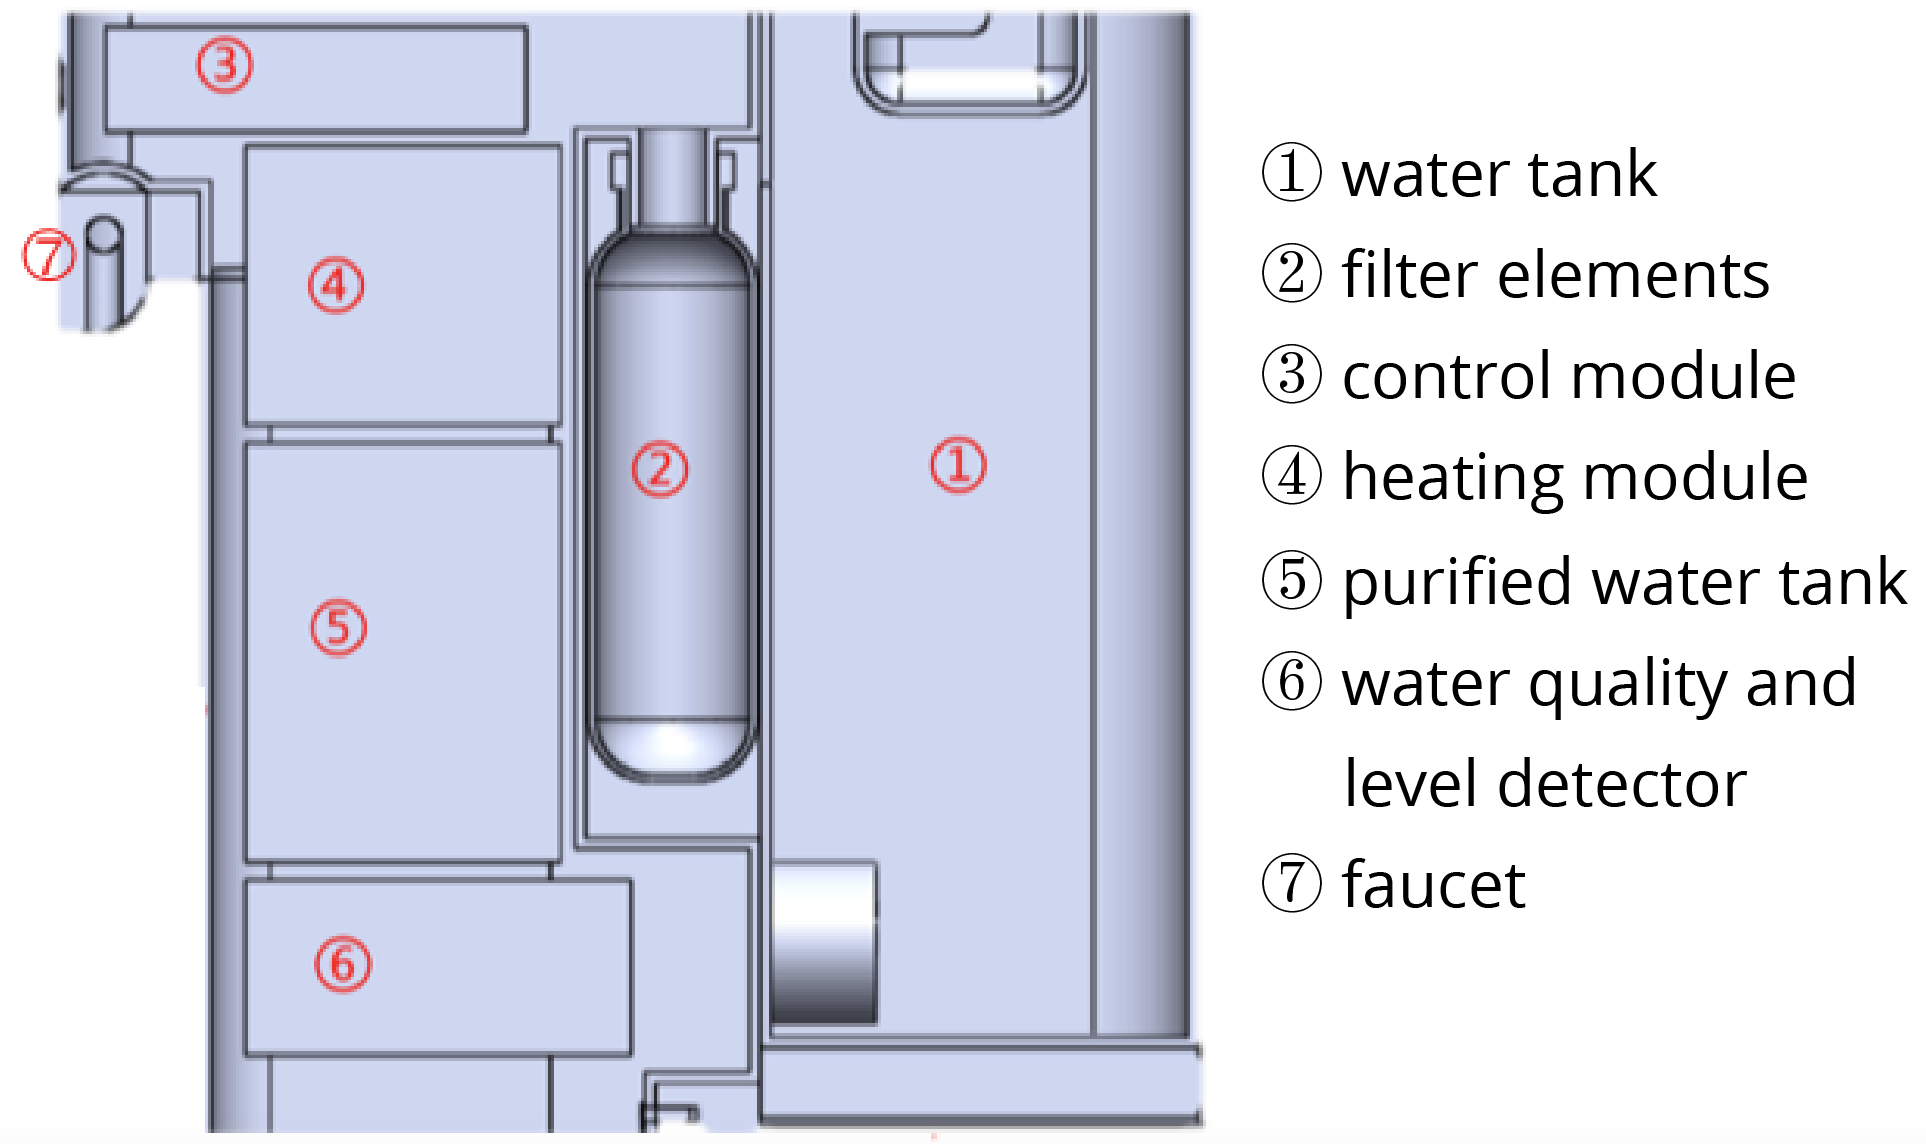 ③
⑦
④
②
①
⑤
⑥
① water tank
② filter elements
③ control module
④ heating module
⑤ purified water tank
⑥ water quality and
level detector
⑦ faucet